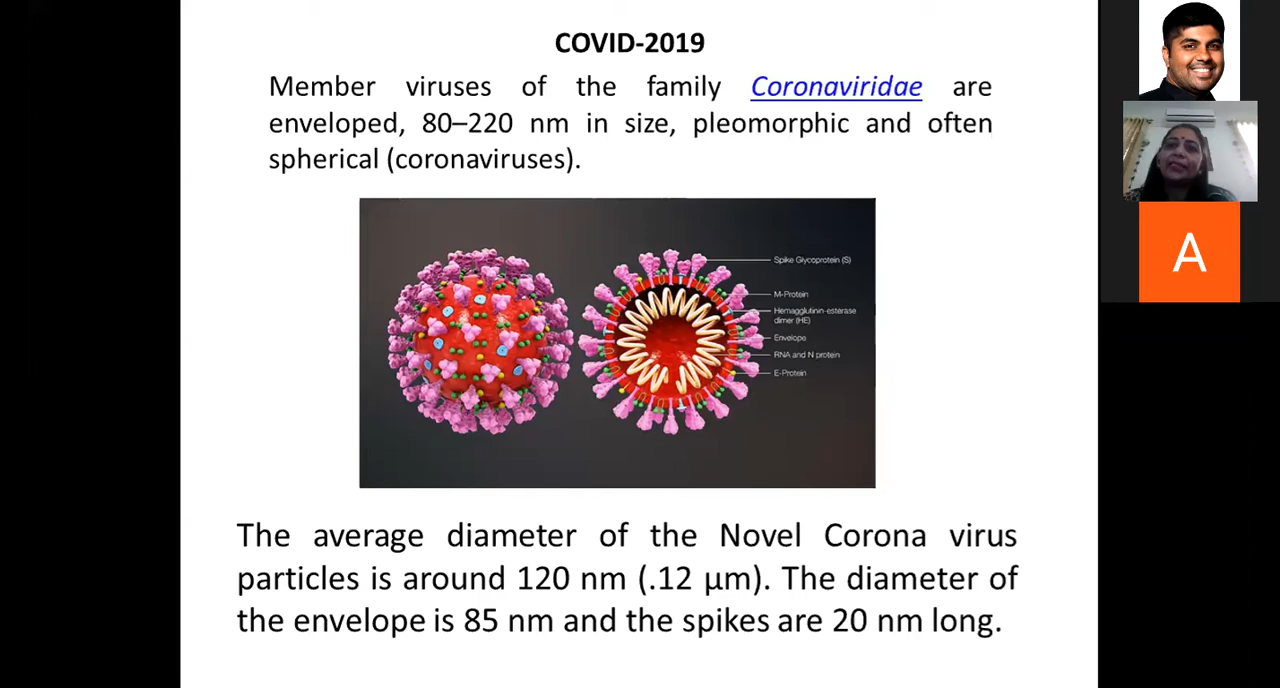 COVID-2019
Member viruses of the family Coronaviridae are
enveloped, 80–220 nm in size, pleomorphic and often
spherical (coronaviruses).
Spike Glycoprotein (S)
M-Protein
Hemagglutinin-esterase
dimer (HE)
Envelope
RNA and N protein
E-Protein
The average diameter of the Novel Corona virus
particles is around 120 nm (.12 μm). The diameter of
the envelope is 85 nm and the spikes are 20 nm long.
A